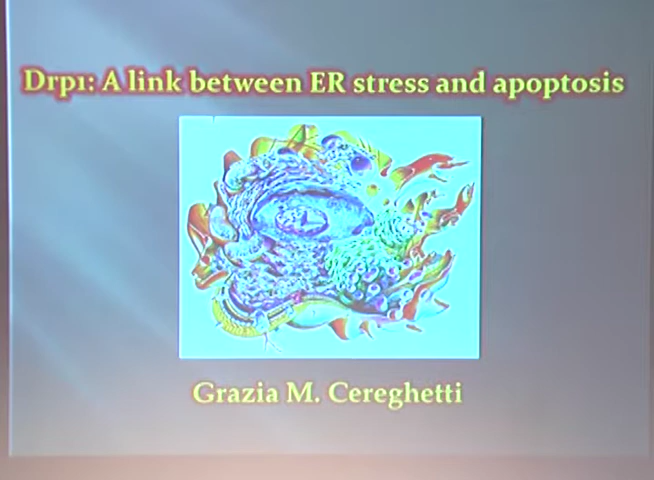 Drp1: A link between ER stress and apoptosis
Grazia M. Cereghetti